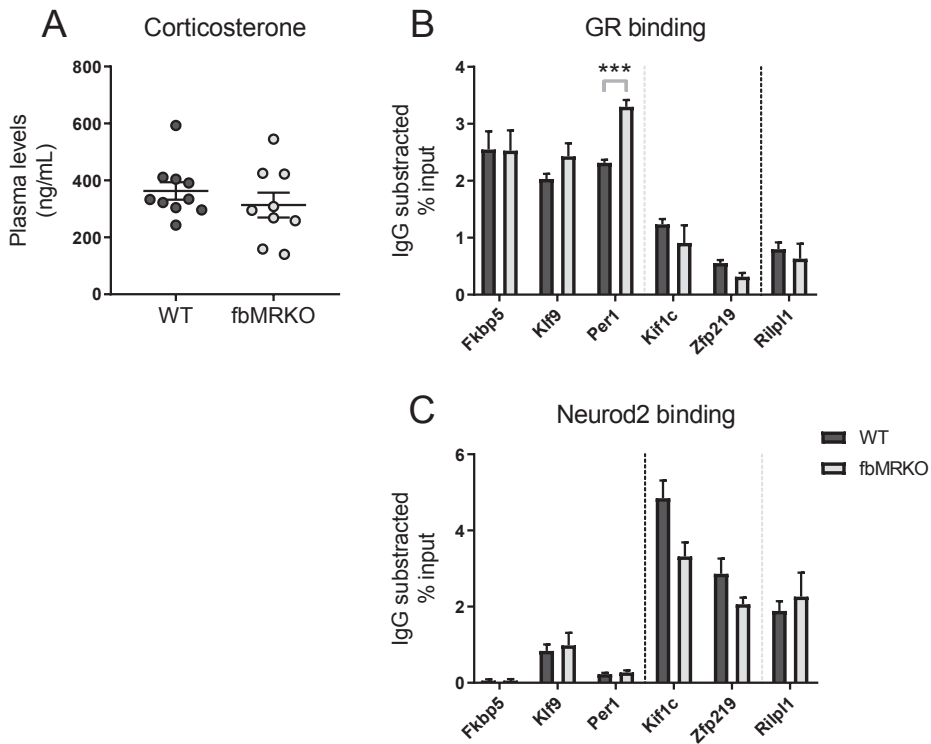 A
Corticosterone
Plasma levels
(ng/mL)
800
600
400
200
0
WT
fbMRKO
B
GR binding
IgG substracted
% input
4
3
2
1
0
***
Fkbp5
Klf9
Per1
Kif1c
Zfp219
Rilpl1
C
Neurod2 binding
IgG substracted
% input
6
4
2
0
Fkbp5
Klf9
Per1
Kif1c
Zfp219
Rilpl1
WT
fbMRKO